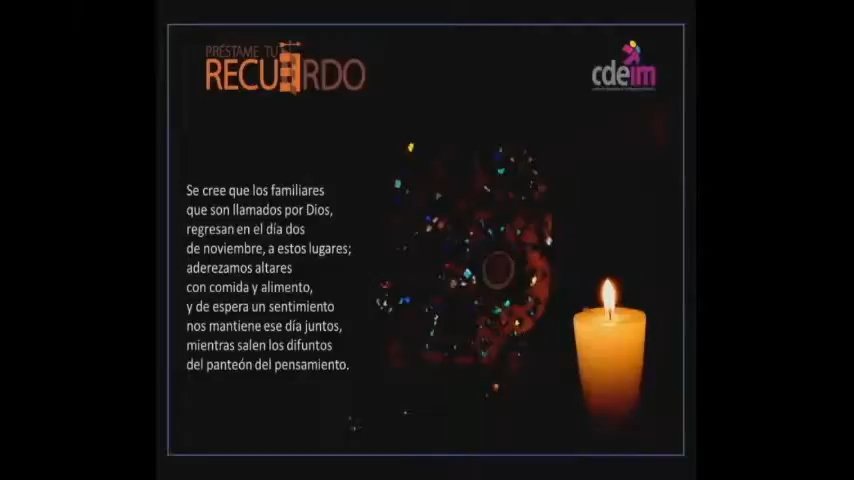 PRÉSTAME TU
RECUERDO
cdeim
Se cree que los familiares
que son llamados por Dios,
regresan en el día dos
de noviembre, a estos lugares;
aderezamos altares
con comida y alimento,
y de espera un sentimiento
nos mantiene ese día juntos,
mientras salen los difuntos
del panteón del pensamiento.